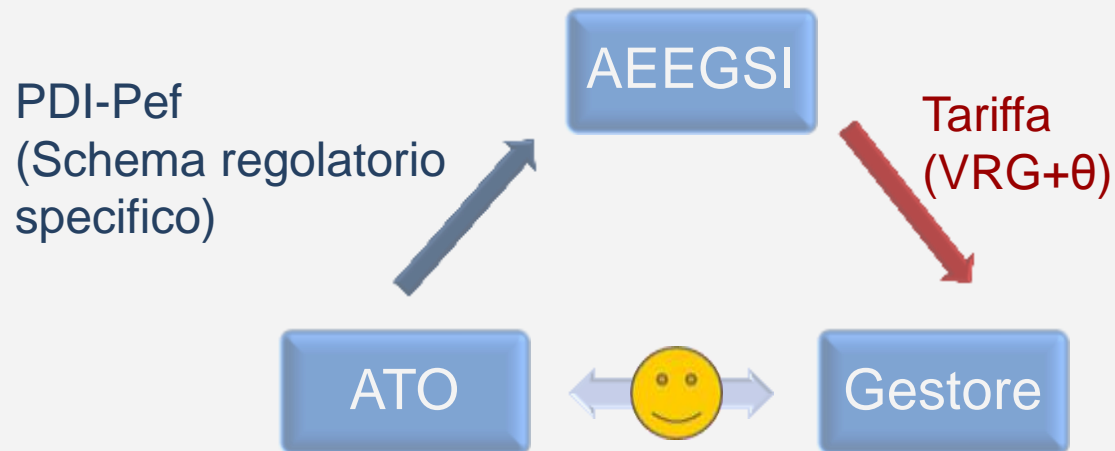 AEEGSI
PDI-Pef
(Schema regolatorio
specifico)
Tariffa
(VRG+θ)
ATO
Gestore